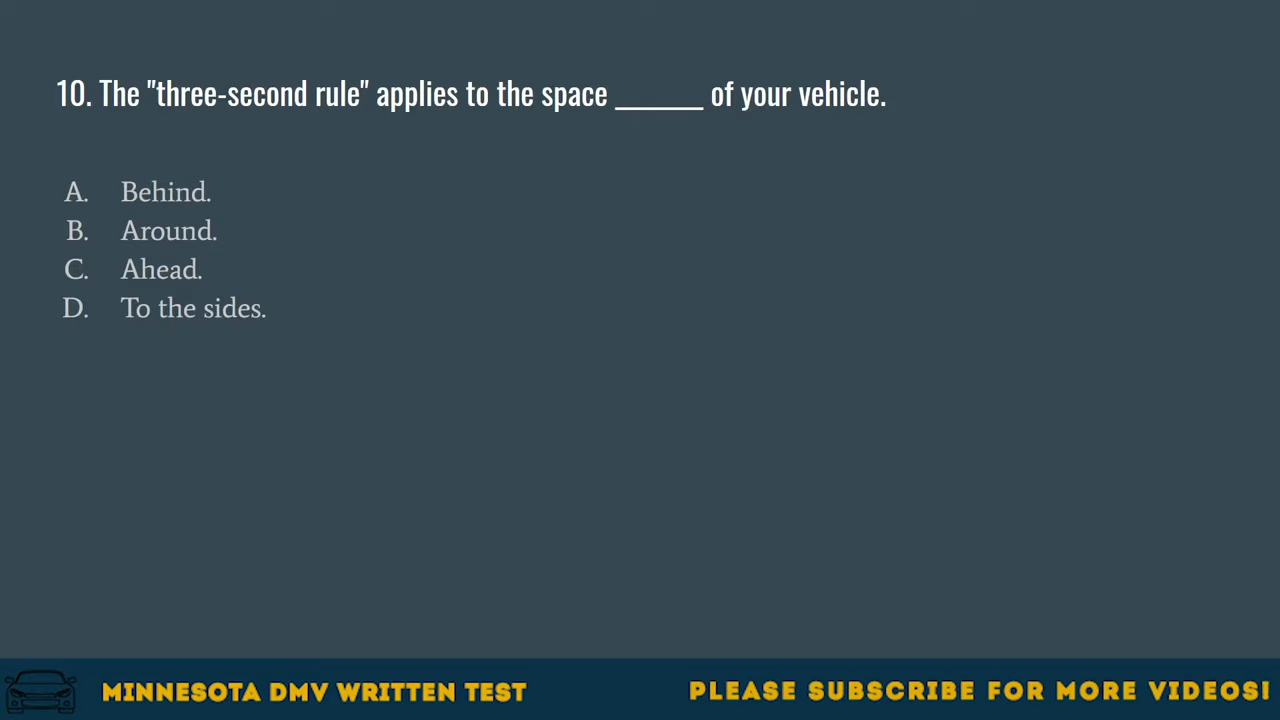 10. The "three-second rule" applies to the space ______ of your vehicle.
A. Behind.
B. Around.
C. Ahead.
D. To the sides.
MINNESOTA DMV WRITTEN TEST
PLEASE SUBSCRIBE FOR MORE VIDEOS!